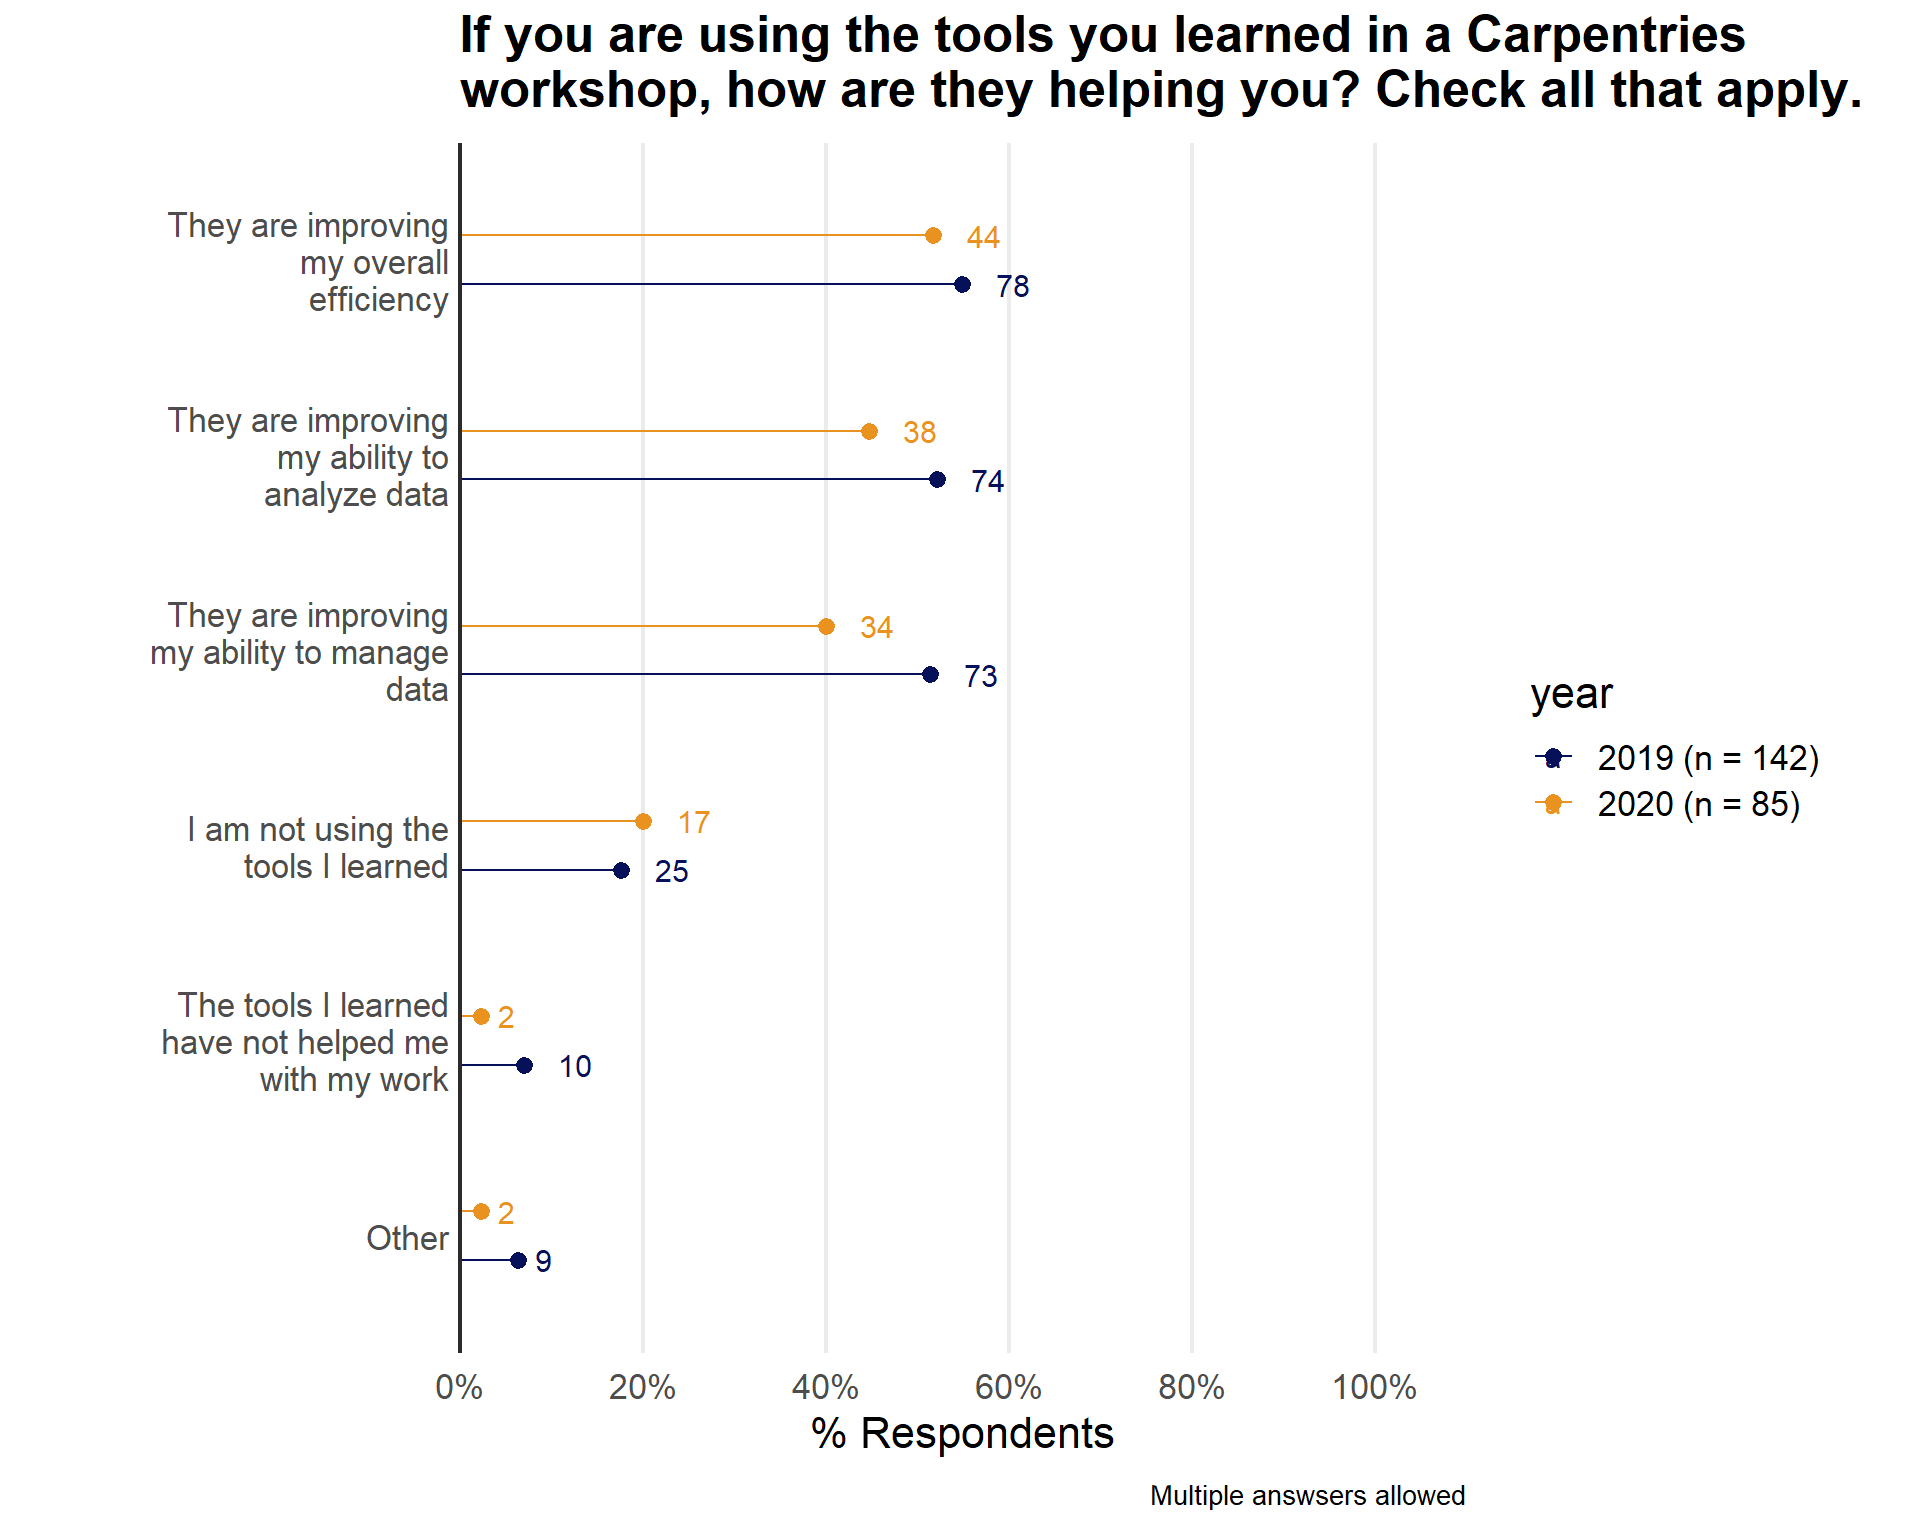 If you are using the tools you learned in a Carpentries
workshop, how are they helping you? Check all that apply.
They are improving
my overall
efficiency
44
78
They are improving
my ability to
analyze data
38
74
They are improving
my ability to manage
data
34
73
I am not using the
tools I learned
17
25
The tools I learned
have not helped me
with my work
2
10
Other
2
9
year
2019 (n = 142)
2020 (n = 85)
0% 20% 40% 60% 80% 100%
% Respondents
Multiple answsers allowed